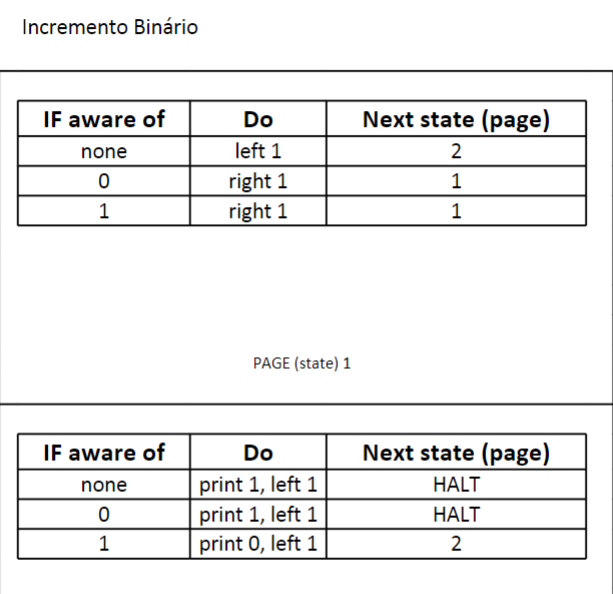 Incremento Binário
IF aware of Do Next state (page)
none left 1 2
0 right 1 1
1 right 1 1
PAGE (state) 1
IF aware of Do Next state (page)
none print 1, left 1 HALT
0 print 1, left 1 HALT
1 print 0, left 1 2